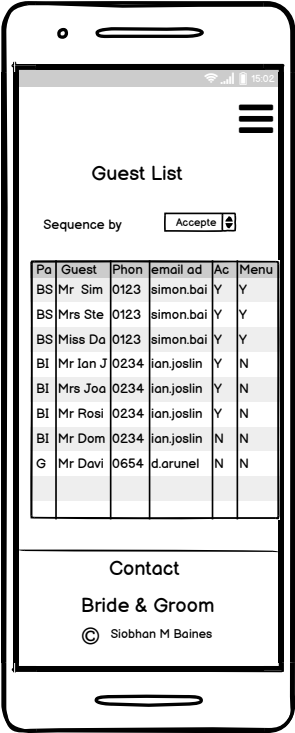 15:02
Guest List
Sequence by Accepte
Pa Guest Phon email ad Ac Menu
BS Mr Sim 0123 simon.bai Y Y
BS Mrs Ste 0123 simon.bai Y Y
BS Miss Da 0123 simon.bai Y Y
BI Mr Ian J 0234 ian.joslin Y N
BI Mrs Joa 0234 ian.joslin Y N
BI Mr Rosi 0234 ian.joslin Y N
BI Mr Dom 0234 ian.joslin N N
G Mr Davi 0654 d.arunel N N
Contact
Bride & Groom
© Siobhan M Baines